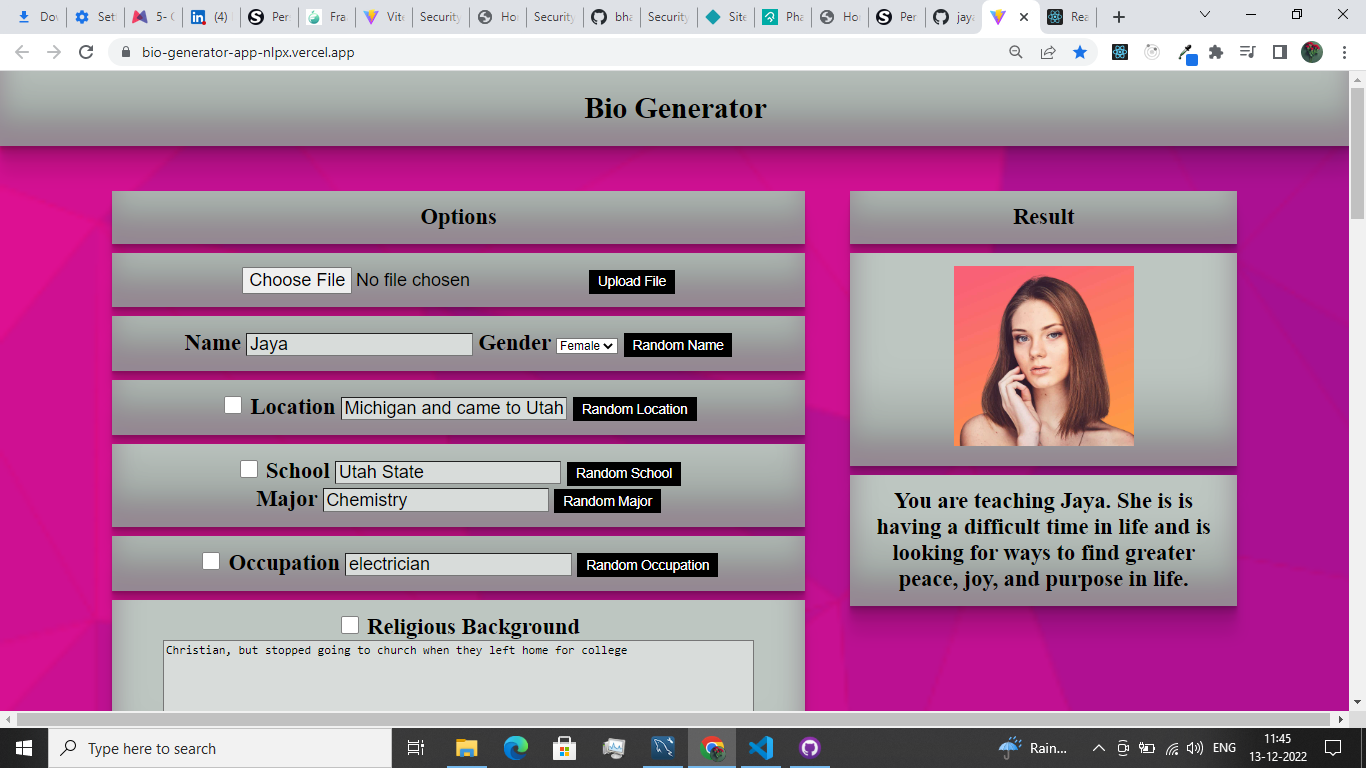 Dov
Set
5- C
(4)
Per
Fra
Vite
Security
Ho
Security
bha
Security
Site
Pha
Ho
Per
jaya
Rea
bio-generator-app-nlpx.vercel.app
Bio Generator
Options
Choose File No file chosen Upload File
Name Jaya Gender Female Random Name
Location Michigan and came to Utah Random Location
School Utah State Random School
Major Chemistry Random Major
Occupation electrician Random Occupation
Religious Background
Christian, but stopped going to church when they left home for college
Result
You are teaching Jaya. She is is
having a difficult time in life and is
looking for ways to find greater
peace, joy, and purpose in life.
Type here to search
Rain...
ENG
11:45
13-12-2022